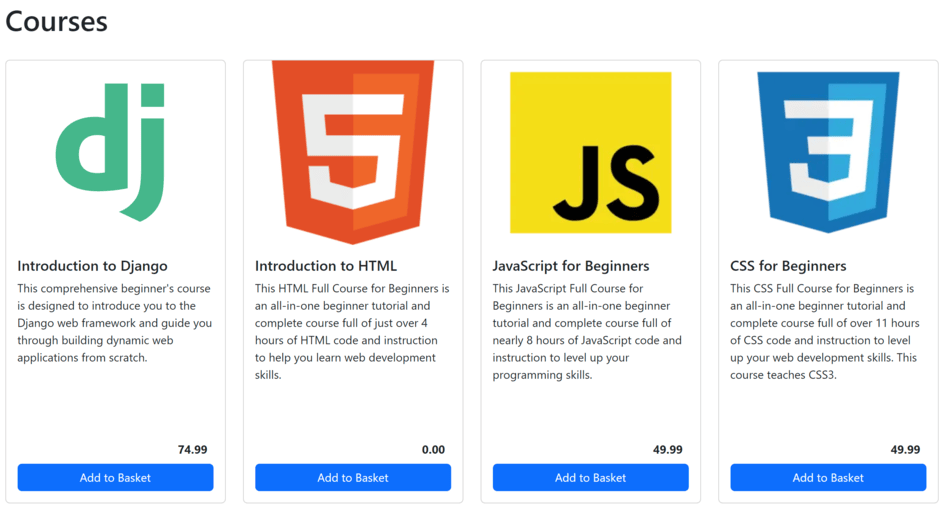 Courses
dj
5
JS
3
Introduction to Django
This comprehensive beginner's course
is designed to introduce you to the
Django web framework and guide you
through building dynamic web
applications from scratch.
74.99
Add to Basket
Introduction to HTML
This HTML Full Course for Beginners is
an all-in-one beginner tutorial and
complete course full of just over 4
hours of HTML code and instruction
to help you learn web development
skills.
0.00
Add to Basket
JavaScript for Beginners
This JavaScript Full Course for
Beginners is an all-in-one beginner
tutorial and complete course full of
nearly 8 hours of JavaScript code and
instruction to level up your
programming skills.
49.99
Add to Basket
CSS for Beginners
This CSS Full Course for Beginners is
an all-in-one beginner tutorial and
complete course full of over 11 hours
of CSS code and instruction to level
up your web development skills. This
course teaches CSS3.
49.99
Add to Basket